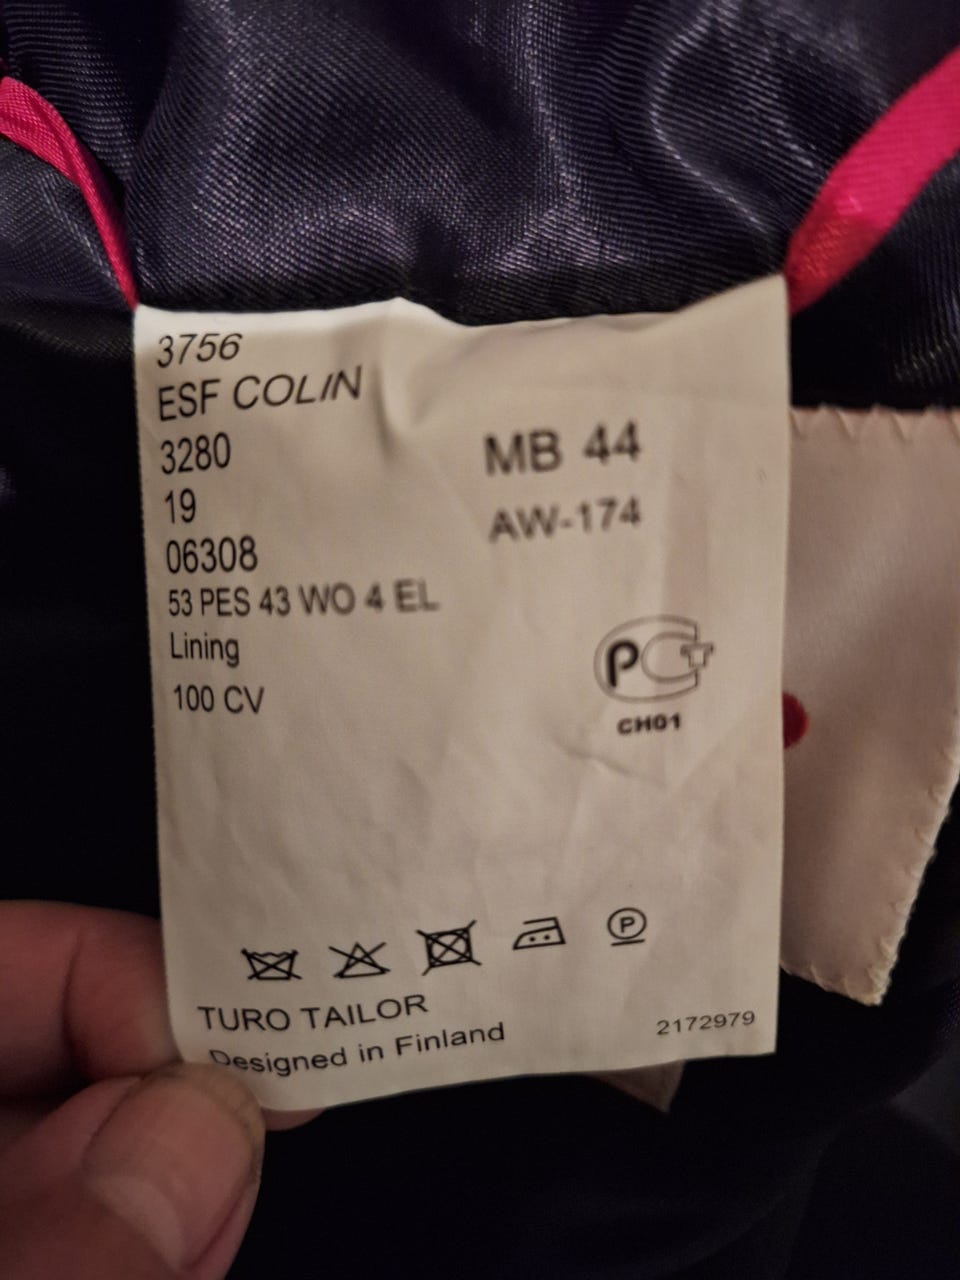 3756
ESF COLIN
3280
19
06308
53 PES 43 WO 4 EL
Lining
100 CV
MB 44
AW-174
РСТ
CH01
P
TURO TAILOR
Designed in Finland
2172979